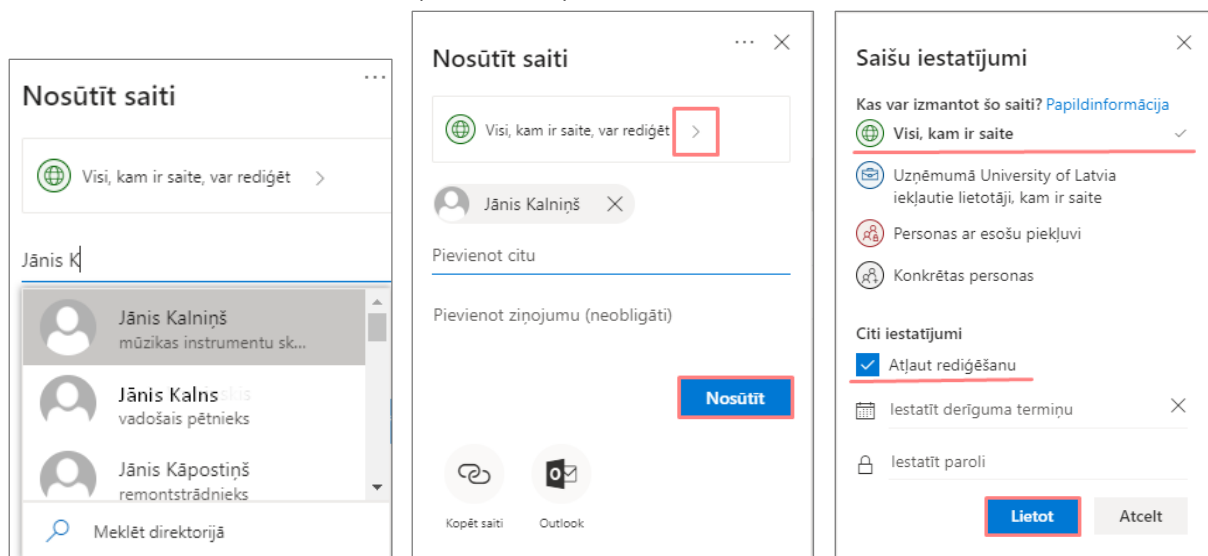 Nosūtīt saiti
Visi, kam ir saite, var rediģēt
Jānis K
Jānis Kalniņš
mūzikas instrumentu sk...
Jānis Kalns
vadošais pētnieks
Jānis Kāpostiņš
remontstrādnieks
Meklēt direktorijā
Nosūtīt saiti
Visi, kam ir saite, var rediģēt
Jānis Kalniņš
Pievienot citu
Pievienot ziņojumu (neobligāti)
Nosūtīt
Kopēt saiti
Outlook
Saišu iestatījumi
Kas var izmantot šo saiti? Papildinformācija
Visi, kam ir saite
Uzņēmumā University of Latvia
iekļautie lietotāji, kam ir saite
Personas ar esošu piekļuvi
Konkrētas personas
Citi iestatījumi
Atļaut rediģēšanu
Iestatīt derīguma termiņu
Iestatīt paroli
Lietot
Atcelt